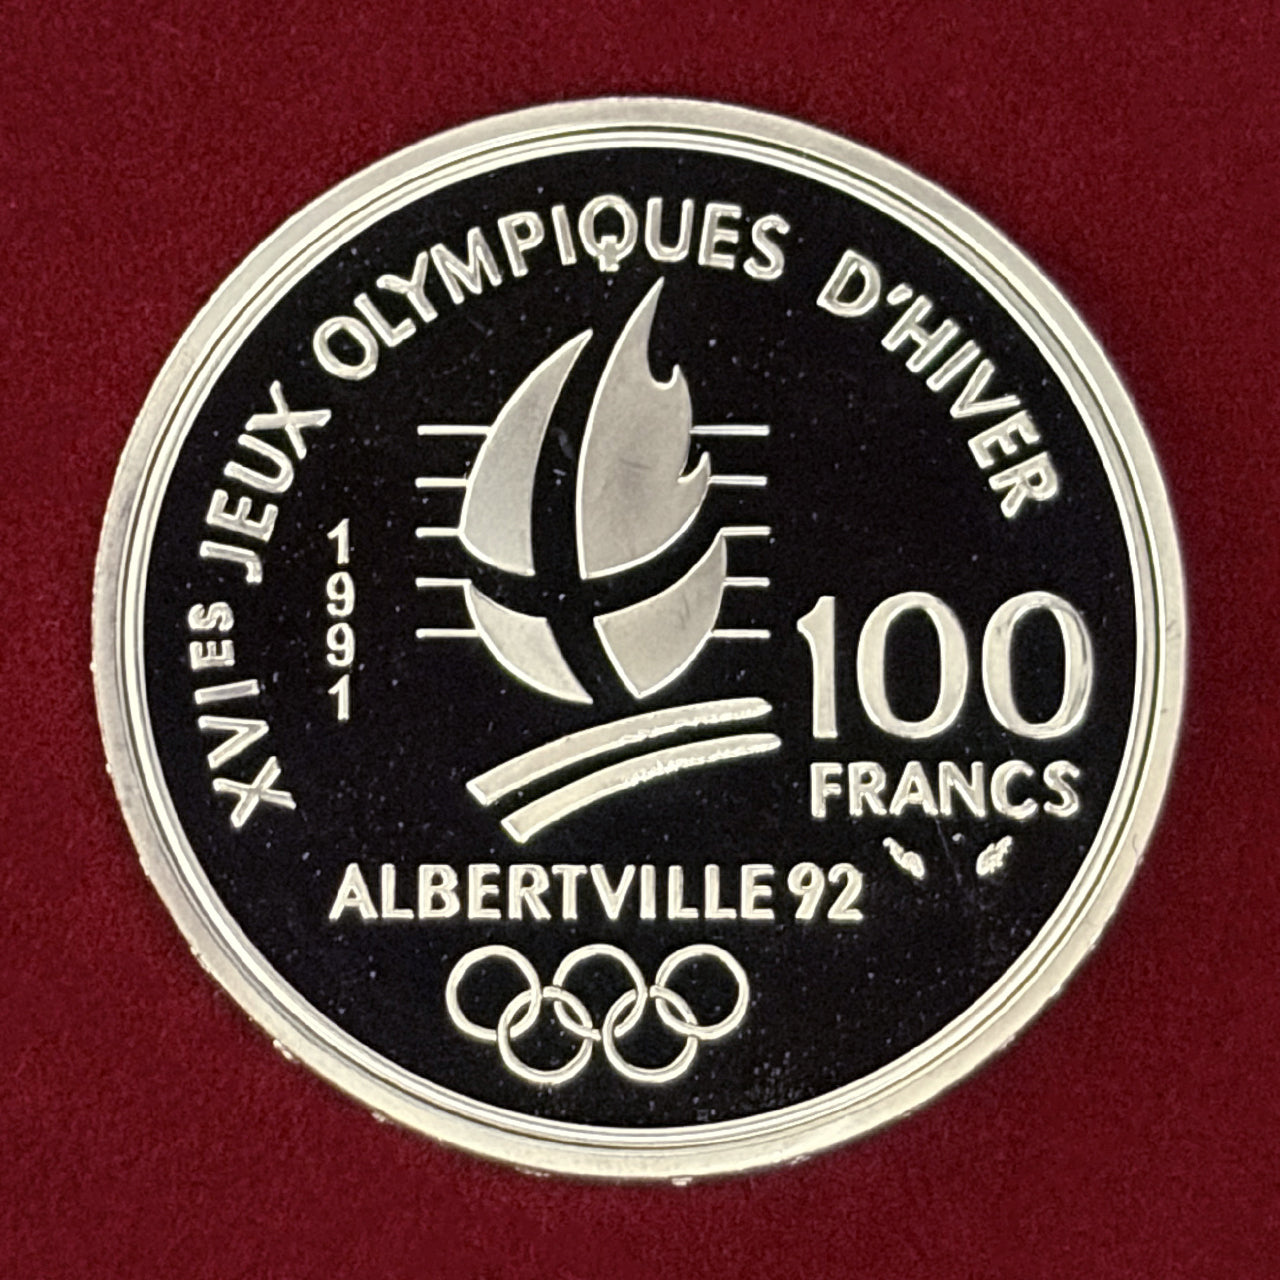 XVIES JEUX OLYMPIQUES D'HIVER
1991
100
FRANCS
ALBERTVILLE 92